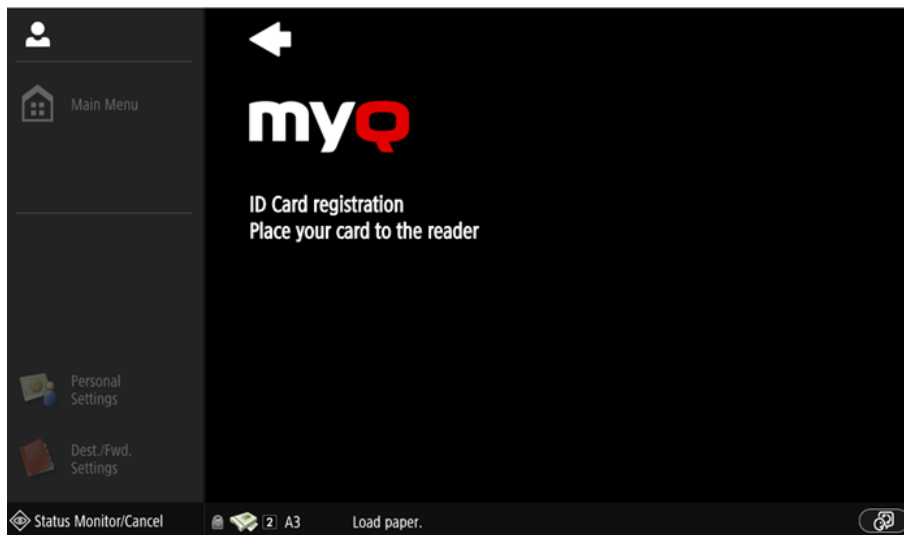 Main Menu
myQ
ID Card registration
Place your card to the reader
Personal
Settings
Dest./Fwd.
Settings
Status Monitor/Cancel
2 A3 Load paper.